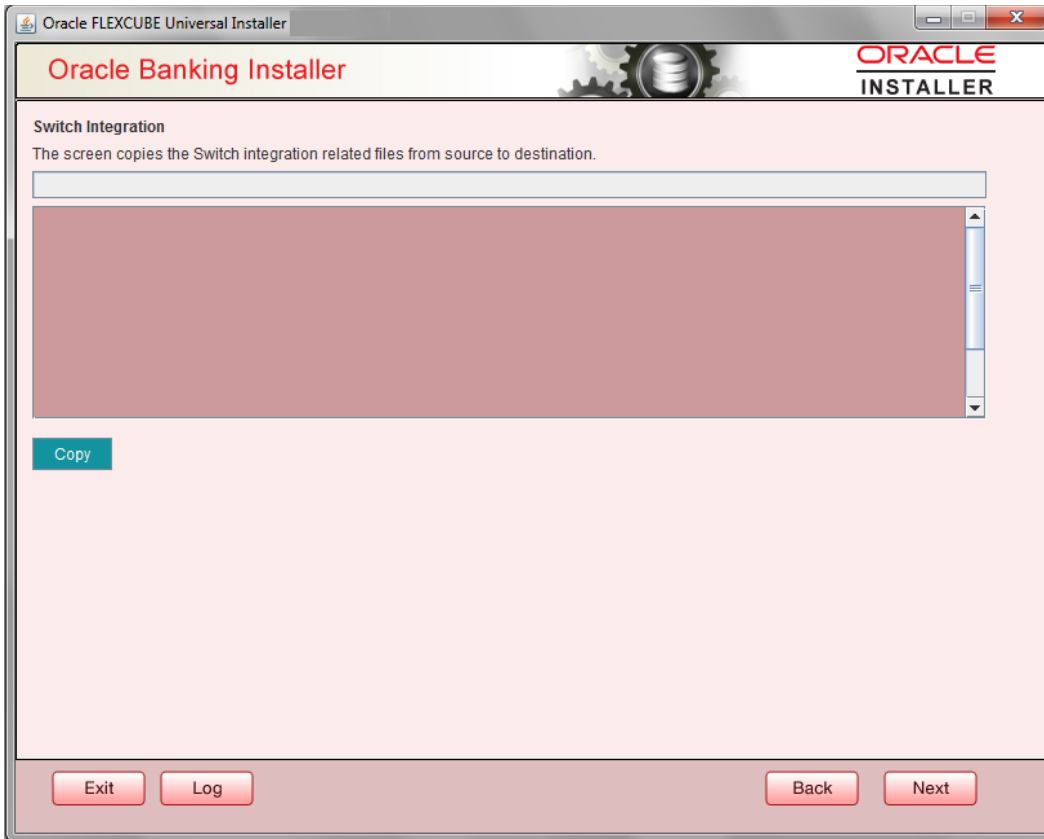 Oracle FLEXCUBE Universal Installer
Oracle Banking Installer
ORACLE
INSTALLER
Switch Integration
The screen copies the Switch integration related files from source to destination.
Copy
Exit
Log
Back
Next